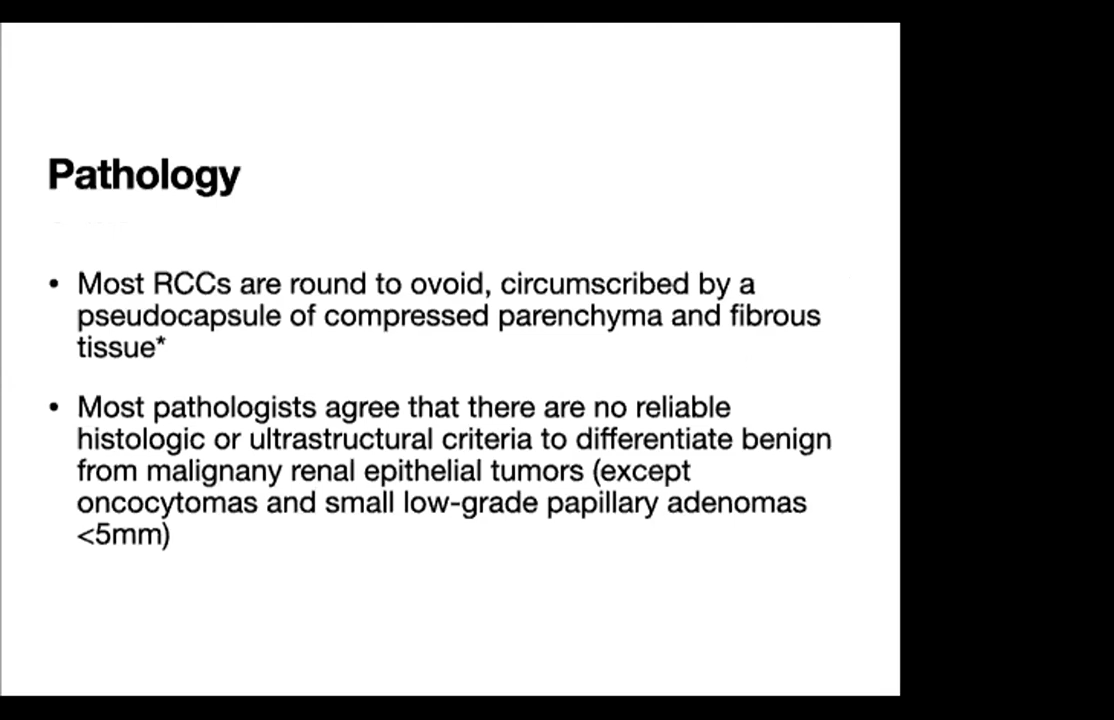 Pathology
• Most RCCs are round to ovoid, circumscribed by a
pseudocapsule of compressed parenchyma and fibrous
tissue*
• Most pathologists agree that there are no reliable
histologic or ultrastructural criteria to differentiate benign
from malignany renal epithelial tumors (except
oncocytomas and small low-grade papillary adenomas
<5mm)